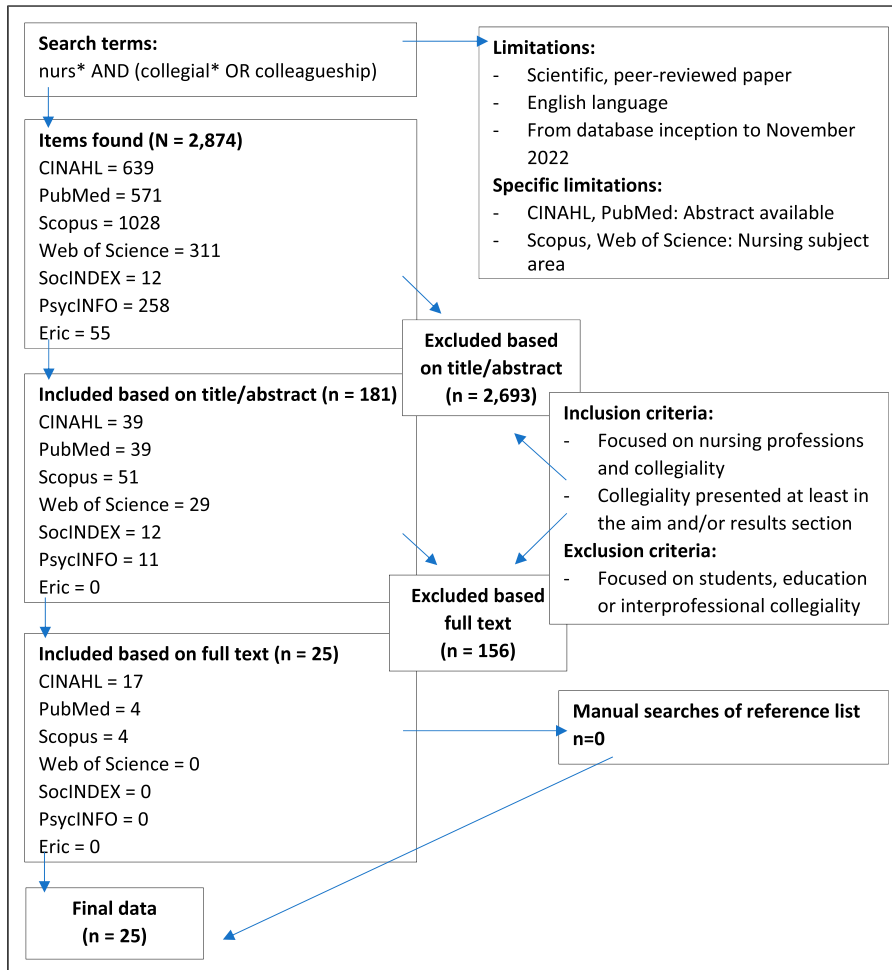 Search terms:
nurs* AND (collegial* OR colleagueship)
Limitations:
- Scientific, peer-reviewed paper
- English language
- From database inception to November
2022
Specific limitations:
- CINAHL, PubMed: Abstract available
- Scopus, Web of Science: Nursing subject
area
Items found (N = 2,874)
CINAHL = 639
PubMed = 571
Scopus = 1028
Web of Science = 311
SocINDEX = 12
PsycINFO = 258
Eric = 55
Excluded based
on title/abstract
(n = 2,693)
Included based on title/abstract (n = 181)
CINAHL = 39
PubMed = 39
Scopus = 51
Web of Science = 29
SocINDEX = 12
PsycINFO = 11
Eric = 0
Inclusion criteria:
- Focused on nursing professions
and collegiality
- Collegiality presented at least in
the aim and/or results section
Exclusion criteria:
- Focused on students, education
or interprofessional collegiality
Excluded based
full text
(n = 156)
Included based on full text (n = 25)
CINAHL = 17
PubMed = 4
Scopus = 4
Web of Science = 0
SocINDEX = 0
PsycINFO = 0
Eric = 0
Manual searches of reference list
n=0
Final data
(n = 25)